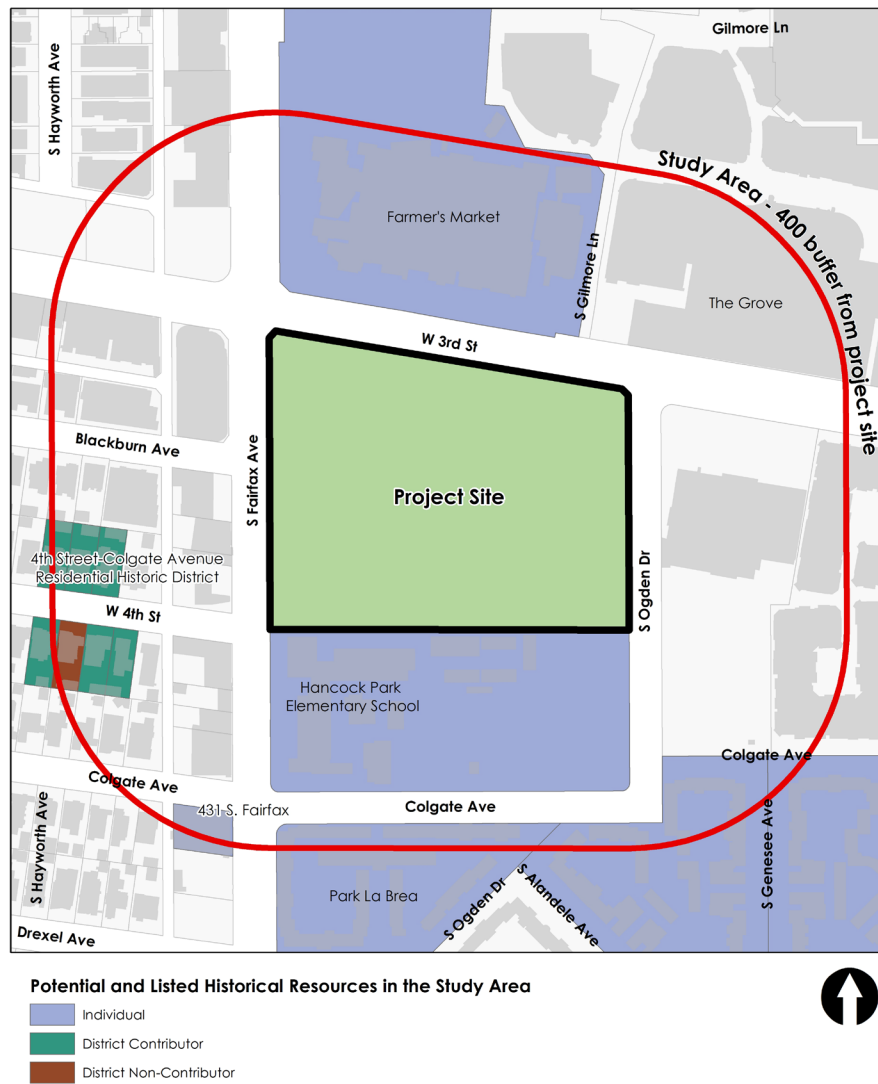 Gilmore Ln
S Hayworth Ave
Study Area - 400 buffer from project site
Farmer's Market
S Gilmore Ln
The Grove
W 3rd St
Blackburn Ave
S Fairfax Ave
Project Site
4th Street-Colgate Avenue
Residential Historic District
S Ogden Dr
W 4th St
Hancock Park
Elementary School
Colgate Ave
Colgate Ave
431 S. Fairfax
Colgate Ave
S Hayworth Ave
Park La Brea
S Ogden Dr
S Alandele Ave
S Genesee Ave
Drexel Ave
Potential and Listed Historical Resources in the Study Area
Individual
District Contributor
District Non-Contributor